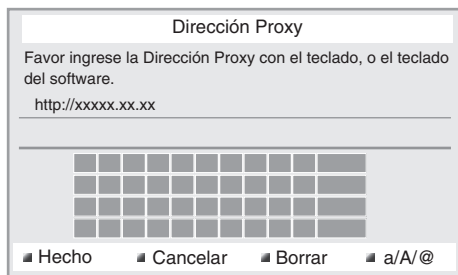 Dirección Proxy
Favor ingrese la Dirección Proxy con el teclado, o el teclado
del software.
http://xxxxx.xx.xx
Hecho Cancelar Borrar a/A/@